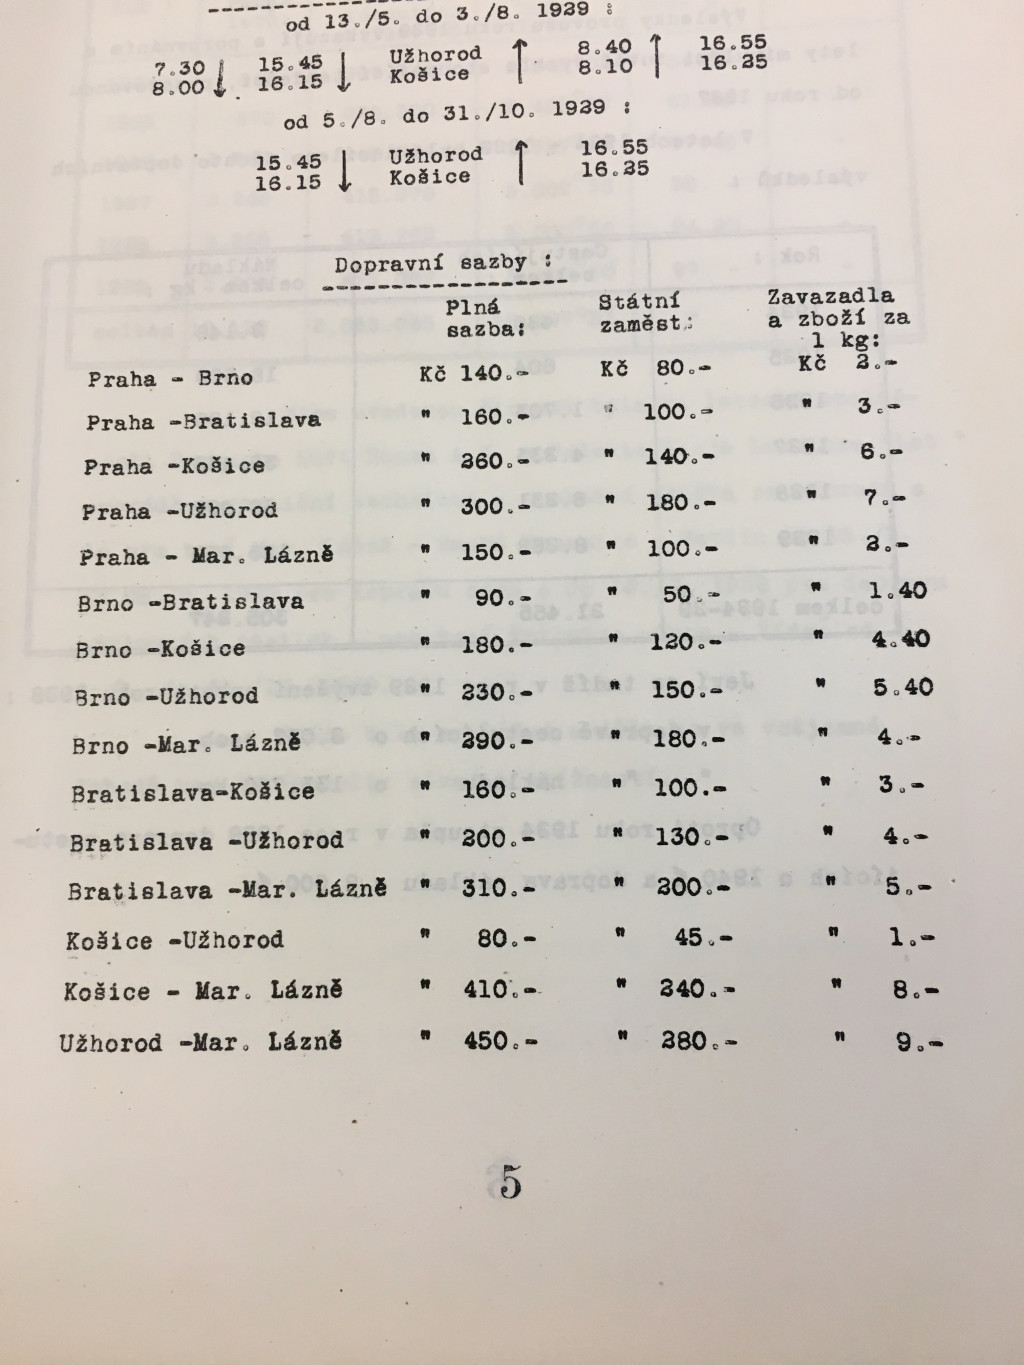 od 13./5. do 3./8. 1929 :
7.30 ↓ 15.45 ↓ Užhorod ↑ 8.40 ↑ 16.55
8.00 16.15 Košice 8.10 16.25
od 5./8. do 31./10. 1929 :
15.45 ↓ Užhorod ↑ 16.55
16.15 Košice 16.25
Dopravní sazby :
Plná sazba: Státní zaměst.: Zavazadla a zboží za 1 kg:
Praha - Brno Kč 140.- Kč 80.- Kč 2.-
Praha -Bratislava " 160.- " 100.- " 3.-
Praha -Košice " 260.- " 140.- " 6.-
Praha -Užhorod " 300.- " 180.- " 7.-
Praha - Mar. Lázně " 150.- " 100.- " 2.-
Brno -Bratislava " 90.- " 50.- " 1.40
Brno -Košice " 180.- " 120.- " 4.40
Brno -Užhorod " 220.- " 150.- " 5.40
Brno -Mar. Lázně " 290.- " 180.- " 4.-
Bratislava-Košice " 160.- " 100.- " 3.-
Bratislava -Užhorod " 200.- " 130.- " 4.-
Bratislava -Mar. Lázně " 310.- " 200.- " 5.-
Košice -Užhorod " 80.- " 45.- " 1.-
Košice - Mar. Lázně " 410.- " 240.- " 8.-
Užhorod -Mar. Lázně " 450.- " 280.- " 9.-
5